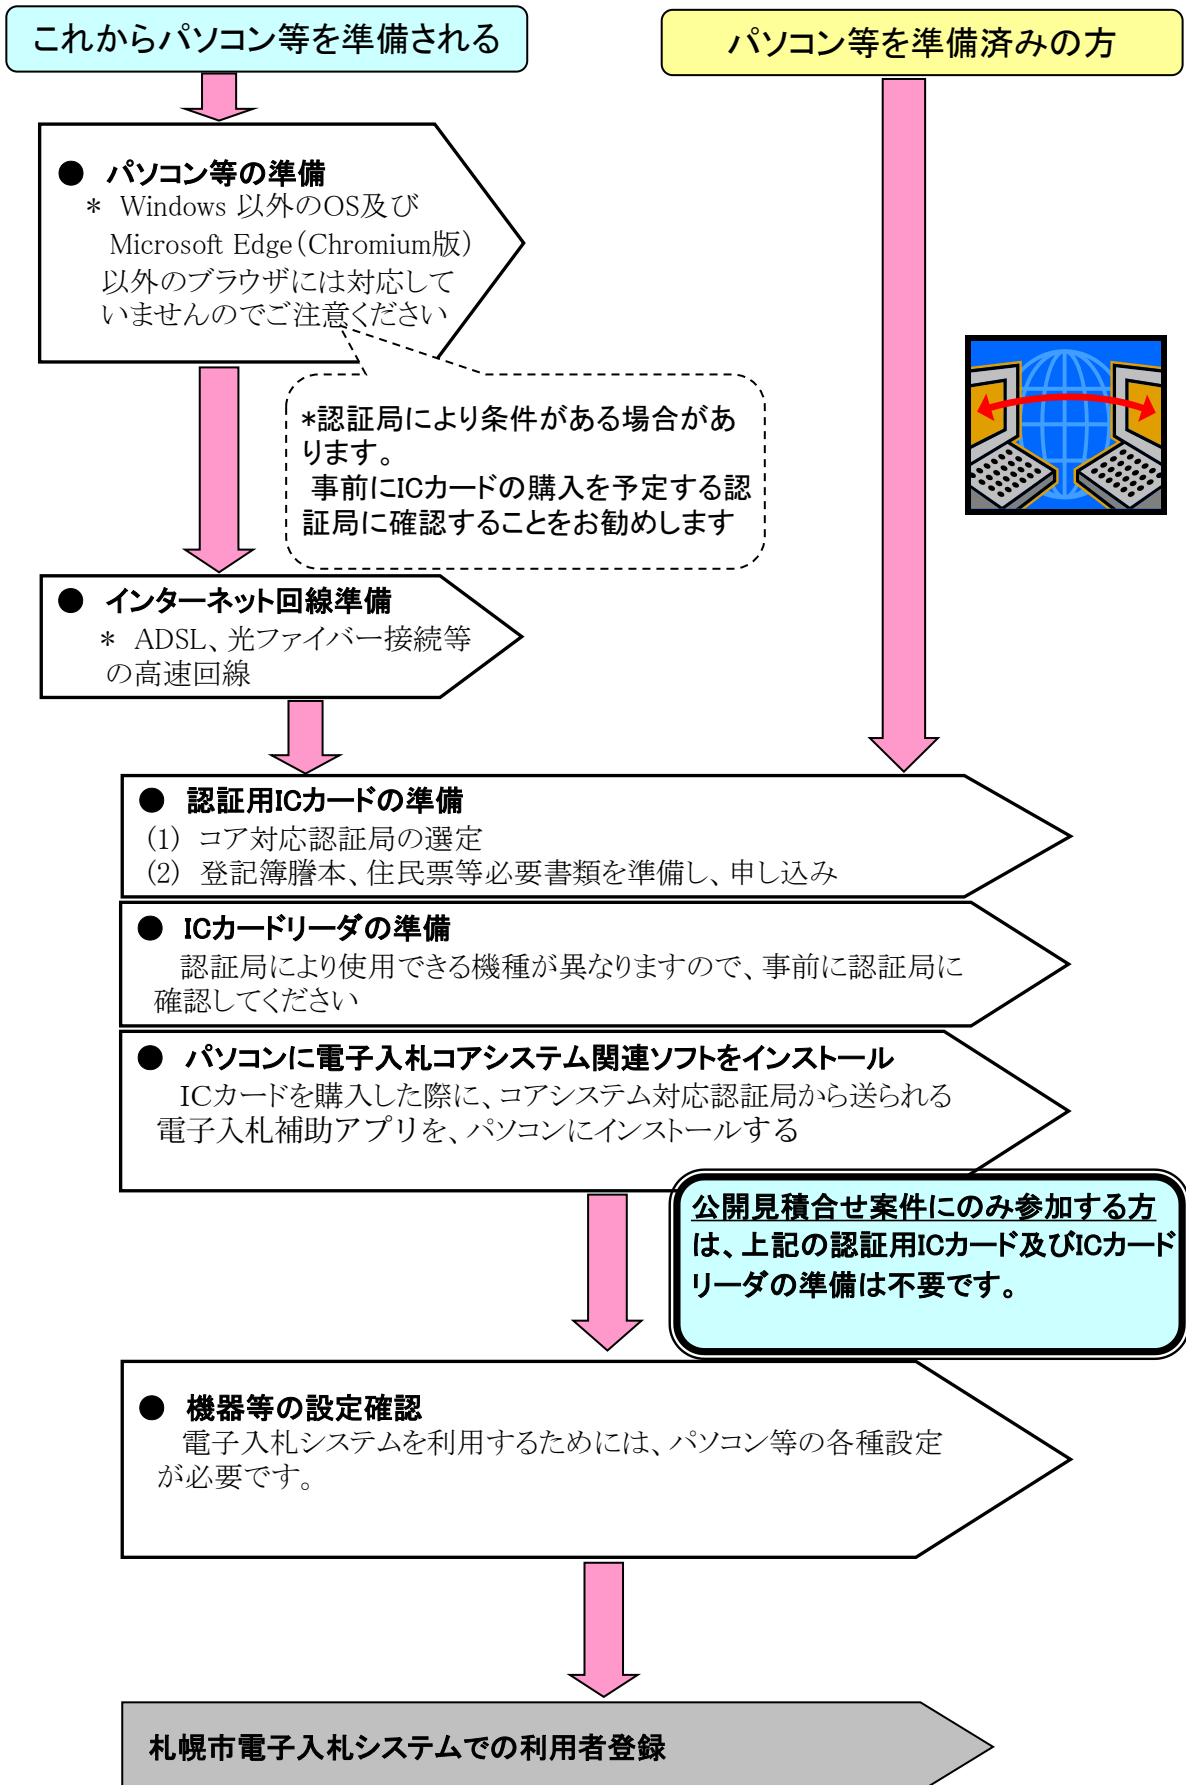 これからパソコン等を準備される
パソコン等を準備済みの方
● パソコン等の準備
* Windows 以外のOS及び
Microsoft Edge(Chromium版)
以外のブラウザには対応して
いませんのでご注意ください
*認証局により条件がある場合があ
ります。
事前にICカードの購入を予定する認
証局に確認することをお勧めします
● インターネット回線準備
* ADSL、光ファイバー接続等
の高速回線
● 認証用ICカードの準備
(1) コア対応認証局の選定
(2) 登記簿謄本、住民票等必要書類を準備し、申し込み
● ICカードリーダの準備
認証局により使用できる機種が異なりますので、事前に認証局に
確認してください
● パソコンに電子入札コアシステム関連ソフトをインストール
ICカードを購入した際に、コアシステム対応認証局から送られる
電子入札補助アプリを、パソコンにインストールする
公開見積合せ案件にのみ参加する方
は、上記の認証用ICカード及びICカード
リーダの準備は不要です。
● 機器等の設定確認
電子入札システムを利用するためには、パソコン等の各種設定
が必要です。
札幌市電子入札システムでの利用者登録